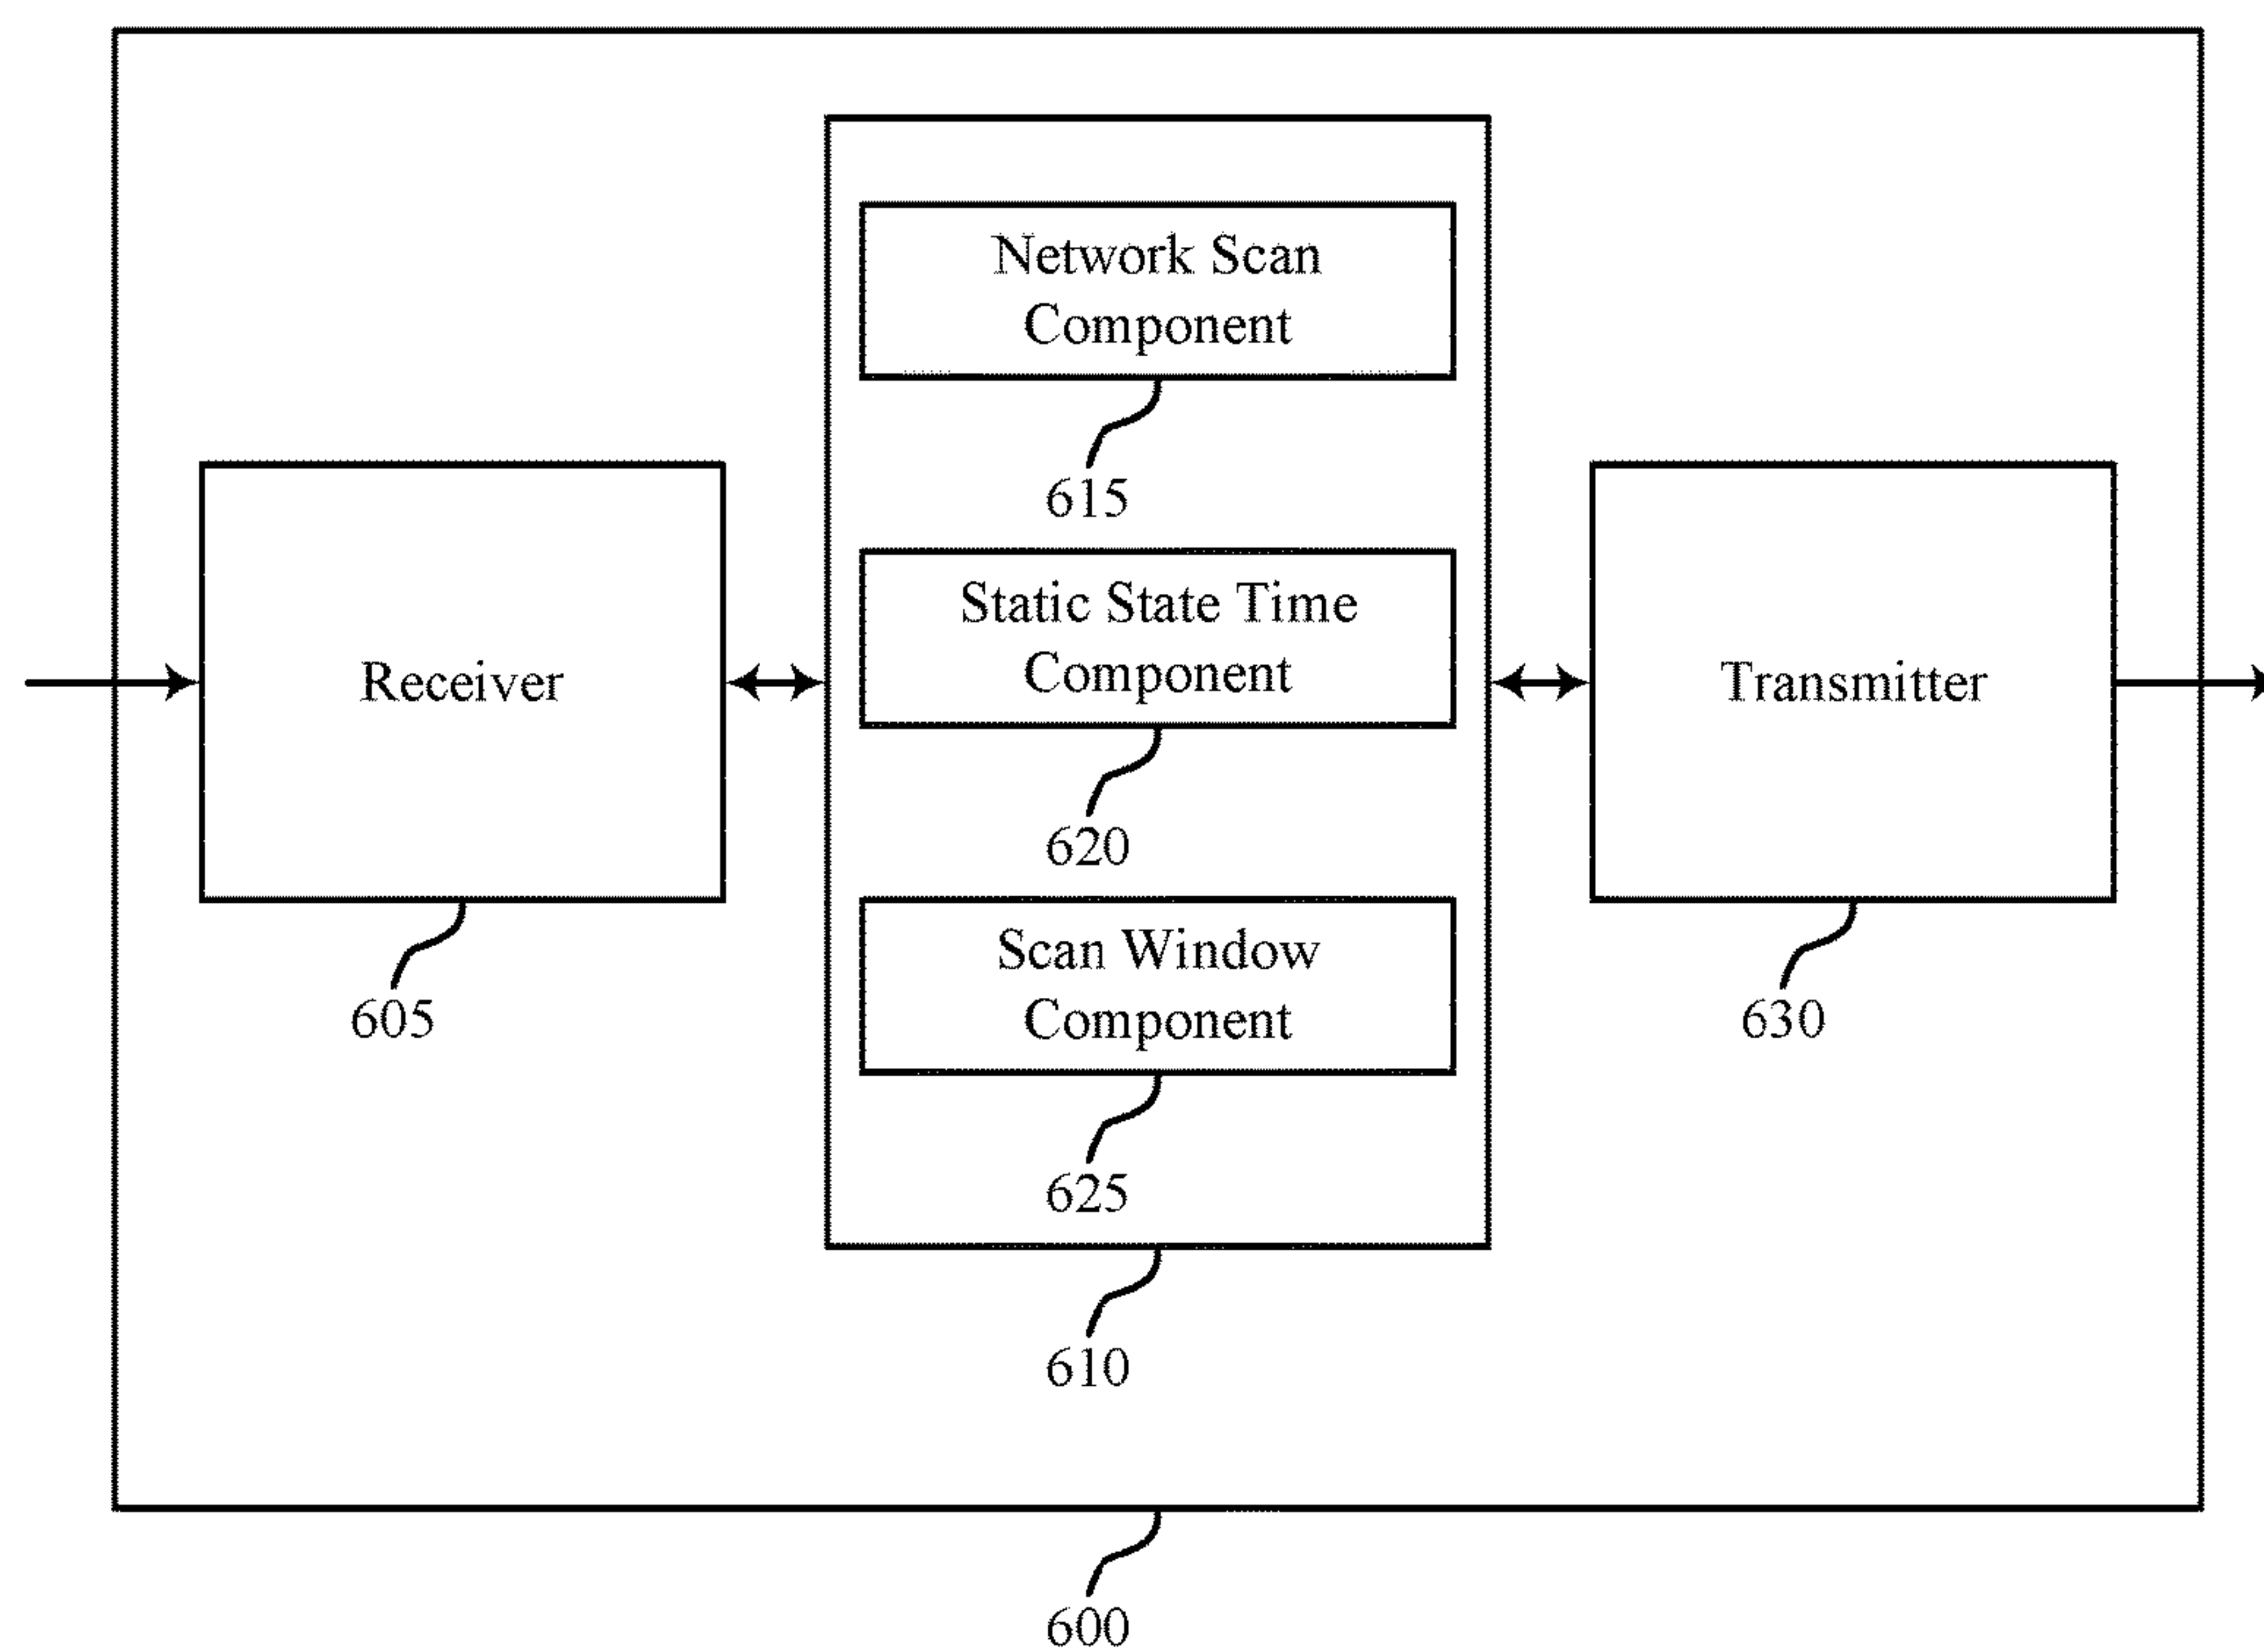 Network Scan
Component
615
Static State Time
Component
620
Scan Window
Component
625
610
Receiver
605
Transmitter
630
600